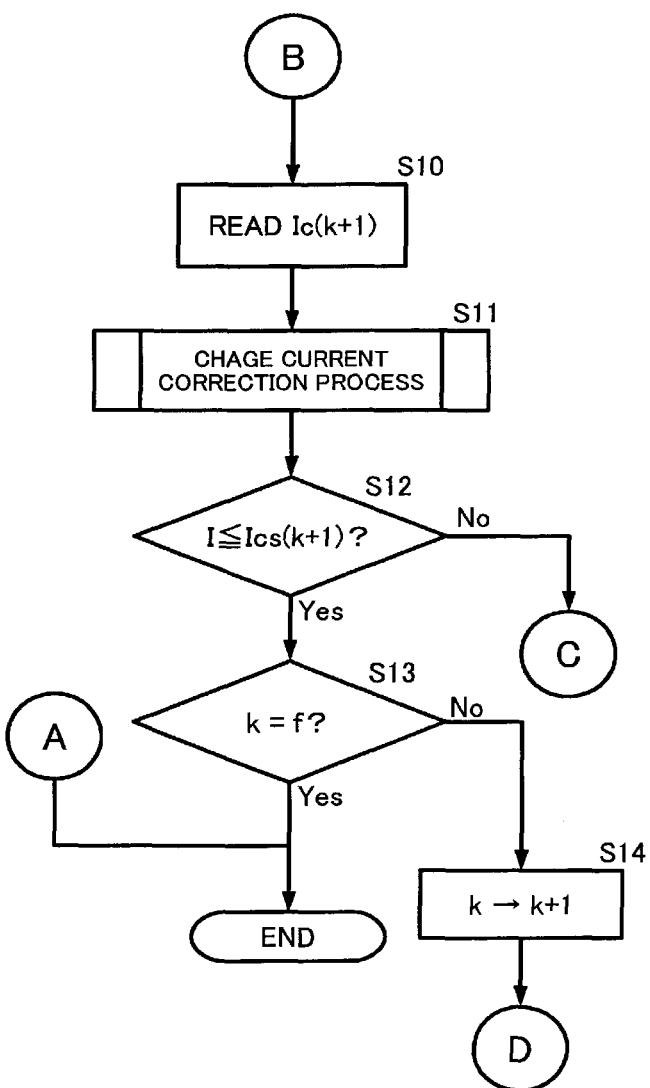 B
S10
READ Ic(k+1)
S11
CHAGE CURRENT
CORRECTION PROCESS
S12
I≦Ics(k+1)?
No
Yes
C
S13
k = f?
No
A
Yes
S14
k → k+1
END
D